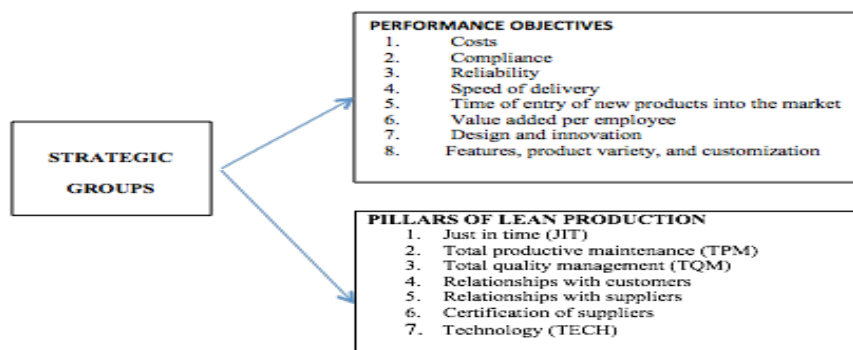 STRATEGIC
GROUPS
PERFORMANCE OBJECTIVES
1. Costs
2. Compliance
3. Reliability
4. Speed of delivery
5. Time of entry of new products into the market
6. Value added per employee
7. Design and innovation
8. Features, product variety, and customization
PILLARS OF LEAN PRODUCTION
1. Just in time (JIT)
2. Total productive maintenance (TPM)
3. Total quality management (TQM)
4. Relationships with customers
5. Relationships with suppliers
6. Certification of suppliers
7. Technology (TECH)